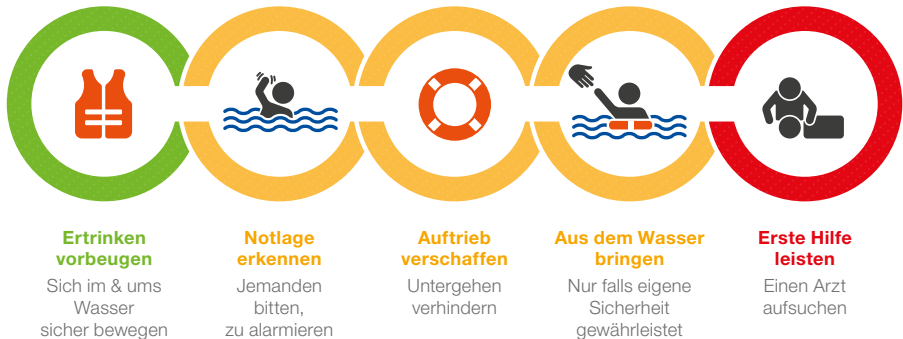 Ertrinken
vorbeugen
Sich im & ums
Wasser
sicher bewegen
Notlage
erkennen
Jemanden
bitten,
zu alarmieren
Auftrieb
verschaffen
Untergehen
verhindern
Aus dem Wasser
bringen
Nur falls eigene
Sicherheit
gewährleistet
Erste Hilfe
leisten
Einen Arzt
aufsuchen